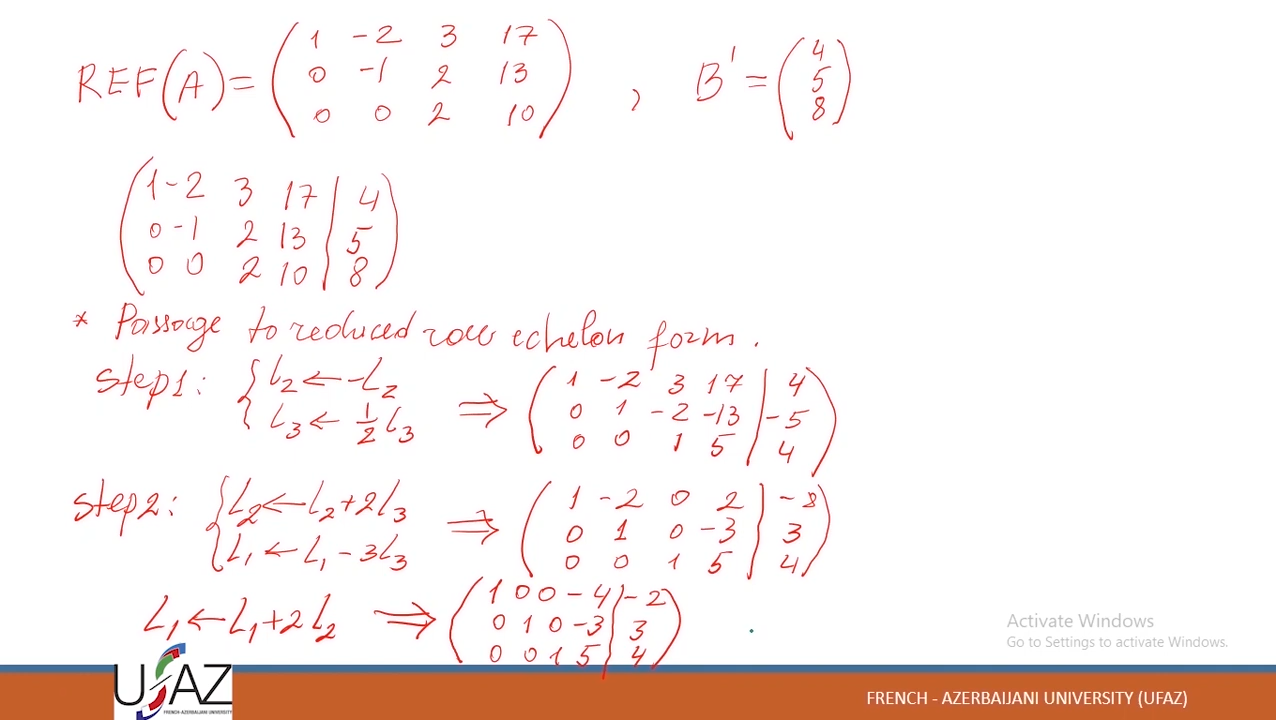 REF(A) = ( 1 -2 3 17
0 -1 2 13
0 0 2 10 ) , B' = ( 4
5
8 )
( 1 -2 3 17 | 4
0 -1 2 13 | 5
0 0 2 10 | 8 )
* Passage to reduced row echelon form.
Step1: { L2 ← -L2
L3 ← 1/2 L3 ⇒ ( 1 -2 3 17 | 4
0 1 -2 -13 | -5
0 0 1 5 | 4 )
Step2: { L2 ← L2 + 2L3
L1 ← L1 - 3L3 ⇒ ( 1 -2 0 2 | -8
0 1 0 -3 | 3
0 0 1 5 | 4 )
L1 ← L1 + 2L2 ⇒ ( 1 0 0 -4 | -2
0 1 0 -3 | 3
0 0 1 5 | 4 )
Activate Windows
Go to Settings to activate Windows.
UFAZ
FRENCH-AZERBAIJANI UNIVERSITY
FRENCH - AZERBAIJANI UNIVERSITY (UFAZ)